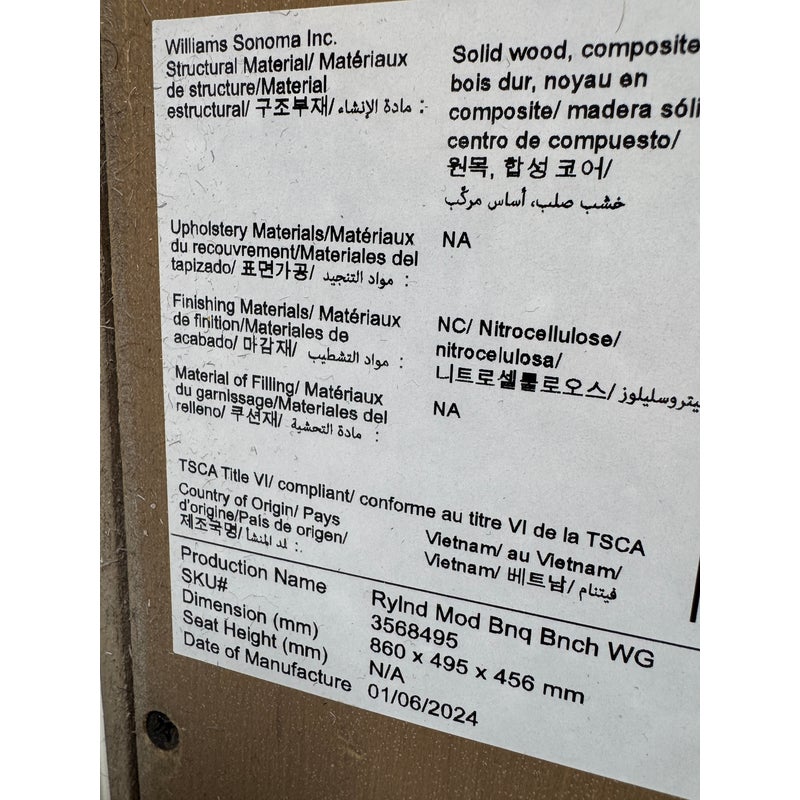 Williams Sonoma Inc.
Structural Material/ Matériaux
de structure/Material
estructural/ 구조부재/ مادة الإنشاء :
Solid wood, composite
bois dur, noyau en
composite/ madera sóli
centro de compuesto/
원목, 합성 코어/
خشب صلب، أساس مركّب
Upholstery Materials/Matériaux
du recouvrement/Materiales del
tapizado/ 표면가공/ مواد التنجيد :
NA
Finishing Materials/ Matériaux
de finition/Materiales de
acabado/ 마감재/ مواد التشطيب :
NC/ Nitrocellulose/
nitrocelulosa/
니트로셀룰로오스/ يتروسليلوز
Material of Filling/ Matériaux
du garnissage/Materiales del
relleno/ 쿠션재/ مادة التحشية :
NA
TSCA Title VI/ compliant/ conforme au titre VI de la TSCA
Country of Origin/ Pays
d'origine/País de origen/
제조국명/ لد المنشأ :.
Vietnam/ au Vietnam/
Vietnam/ 베트남/ فيتنام
Production Name Rylnd Mod Bnq Bnch WG
SKU# 3568495
Dimension (mm) 860 x 495 x 456 mm
Seat Height (mm) N/A
Date of Manufacture 01/06/2024